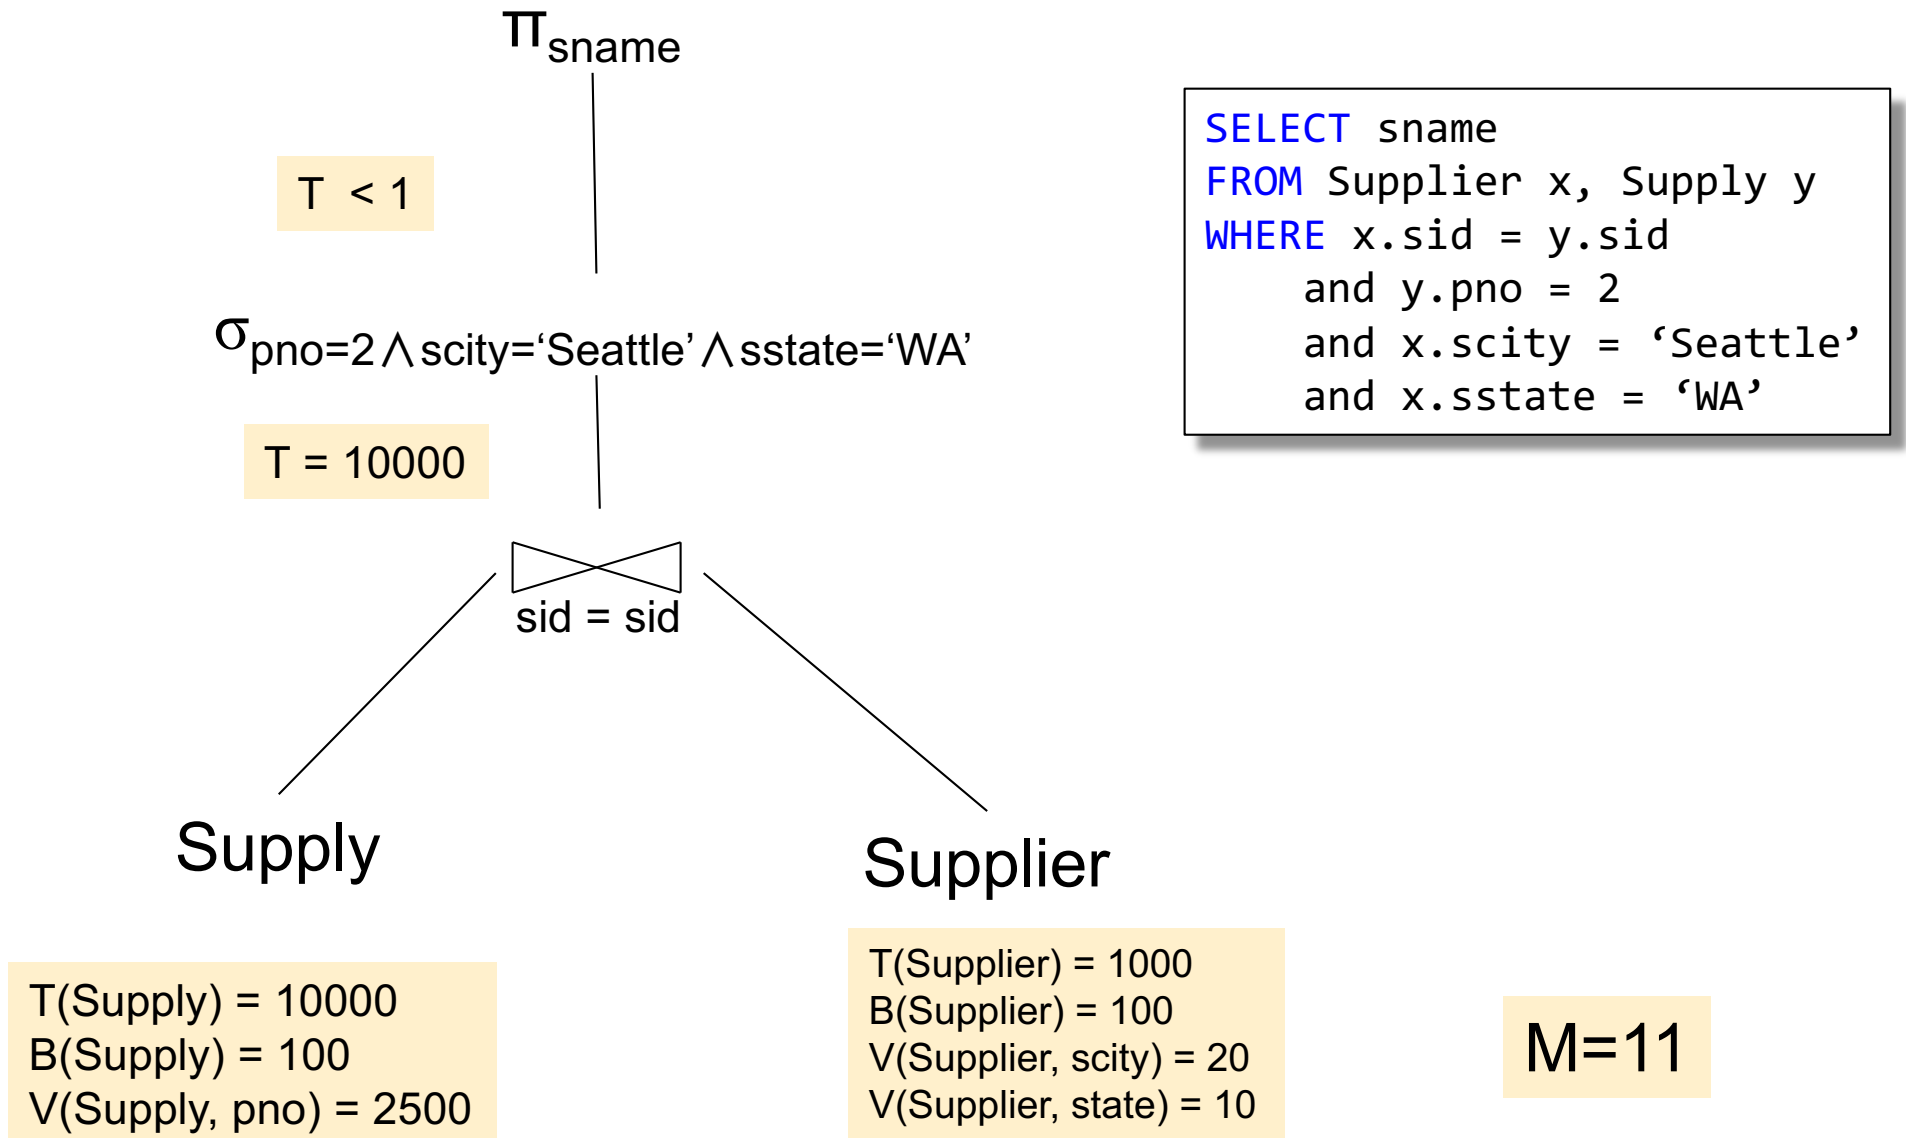 π sname
SELECT sname
FROM Supplier x, Supply y
WHERE x.sid = y.sid
and y.pno = 2
and x.scity = ‘Seattle’
and x.sstate = ‘WA’
T < 1
σ pno=2 ∧ scity=‘Seattle’ ∧ sstate=‘WA’
T = 10000
sid = sid
Supply
Supplier
T(Supply) = 10000
B(Supply) = 100
V(Supply, pno) = 2500
T(Supplier) = 1000
B(Supplier) = 100
V(Supplier, scity) = 20
V(Supplier, state) = 10
M=11